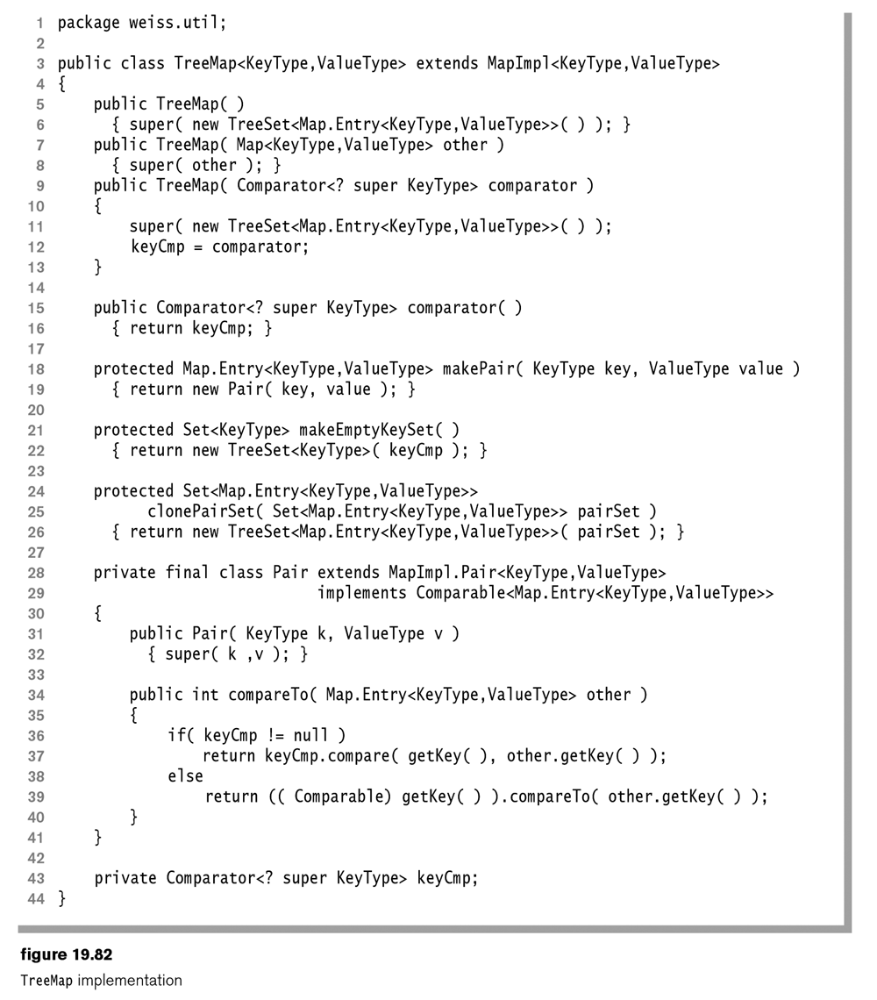 1 package weiss.util;
2
3 public class TreeMap<KeyType,ValueType> extends MapImpl<KeyType,ValueType>
4 {
5     public TreeMap( )
6       { super( new TreeSet<Map.Entry<KeyType,ValueType>>( ) ); }
7     public TreeMap( Map<KeyType,ValueType> other )
8       { super( other ); }
9     public TreeMap( Comparator<? super KeyType> comparator )
10     {
11         super( new TreeSet<Map.Entry<KeyType,ValueType>>( ) );
12         keyCmp = comparator;
13     }
14
15     public Comparator<? super KeyType> comparator( )
16       { return keyCmp; }
17
18     protected Map.Entry<KeyType,ValueType> makePair( KeyType key, ValueType value )
19       { return new Pair( key, value ); }
20
21     protected Set<KeyType> makeEmptyKeySet( )
22       { return new TreeSet<KeyType>( keyCmp ); }
23
24     protected Set<Map.Entry<KeyType,ValueType>>
25           clonePairSet( Set<Map.Entry<KeyType,ValueType>> pairSet )
26       { return new TreeSet<Map.Entry<KeyType,ValueType>>( pairSet ); }
27
28     private final class Pair extends MapImpl.Pair<KeyType,ValueType>
29                              implements Comparable<Map.Entry<KeyType,ValueType>>
30     {
31         public Pair( KeyType k, ValueType v )
32           { super( k ,v ); }
33
34         public int compareTo( Map.Entry<KeyType,ValueType> other )
35         {
36             if( keyCmp != null )
37                 return keyCmp.compare( getKey( ), other.getKey( ) );
38             else
39                 return (( Comparable) getKey( ) ).compareTo( other.getKey( ) );
40         }
41     }
42
43     private Comparator<? super KeyType> keyCmp;
44 }
figure 19.82
TreeMap implementation